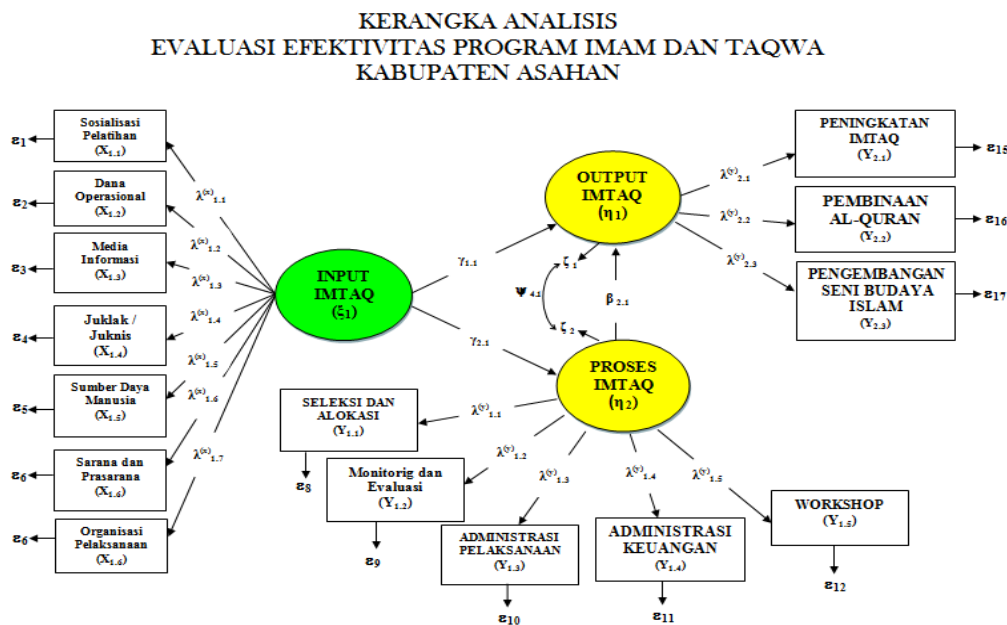 KERANGKA ANALISIS
EVALUASI EFEKTIVITAS PROGRAM IMAM DAN TAQWA
KABUPATEN ASAHAN
Sosialisasi
Pelatihan
(X1.1)
ε1
λ(x)1.1
Dana
Operasional
(X1.2)
ε2
λ(x)1.2
Media
Informasi
(X1.3)
ε3
λ(x)1.3
Juklak /
Juknis
(X1.4)
ε4
λ(x)1.4
Sumber Daya
Manusia
(X1.5)
ε5
λ(x)1.5
Sarana dan
Prasarana
(X1.6)
ε6
λ(x)1.6
Organisasi
Pelaksanaan
(X1.6)
ε6
λ(x)1.7
INPUT
IMTAQ
(ξ1)
γ1.1
γ2.1
OUTPUT
IMTAQ
(η1)
ζ.1
Ψ4.1
β2.1
ζ.2
PROSES
IMTAQ
(η2)
λ(y)2.1
PENINGKATAN
IMTAQ
(Y2.1)
ε15
λ(y)2.2
PEMBINAAN
AL-QURAN
(Y2.2)
ε16
λ(y)2.3
PENGEMBANGAN
SENI BUDAYA
ISLAM
(Y2.3)
ε17
SELEKSI DAN
ALOKASI
(Y1.1)
ε8
λ(y)1.1
Monitorig dan
Evaluasi
(Y1.2)
ε9
λ(y)1.2
ADMINISTRASI
PELAKSANAAN
(Y1.3)
ε10
λ(y)1.3
ADMINISTRASI
KEUANGAN
(Y1.4)
ε11
λ(y)1.4
WORKSHOP
(Y1.5)
ε12
λ(y)1.5